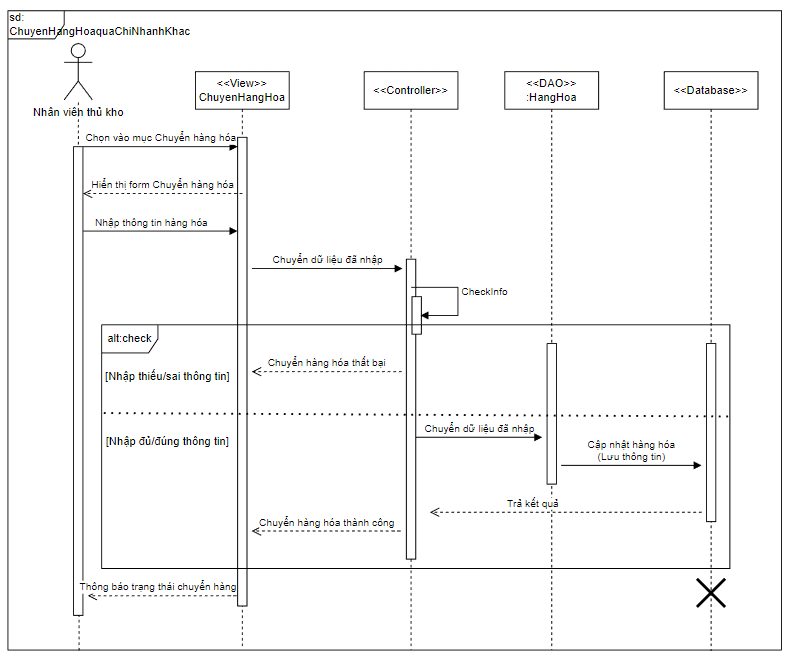 sd:
ChuyenHangHoaquaChiNhanhKhac
<<View>>
ChuyenHangHoa
<<Controller>>
<<DAO>>
:HangHoa
<<Database>>
Nhân viên thủ kho
Chọn vào mục Chuyển hàng hóa
Hiển thị form Chuyển hàng hóa
Nhập thông tin hàng hóa
Chuyển dữ liệu đã nhập
CheckInfo
alt:check
Chuyển hàng hóa thất bại
[Nhập thiếu/sai thông tin]
Chuyển dữ liệu đã nhập
[Nhập đủ/đúng thông tin]
Cập nhật hàng hóa
(Lưu thông tin)
Trả kết quả
Chuyển hàng hóa thành công
Thông báo trạng thái chuyển hàng